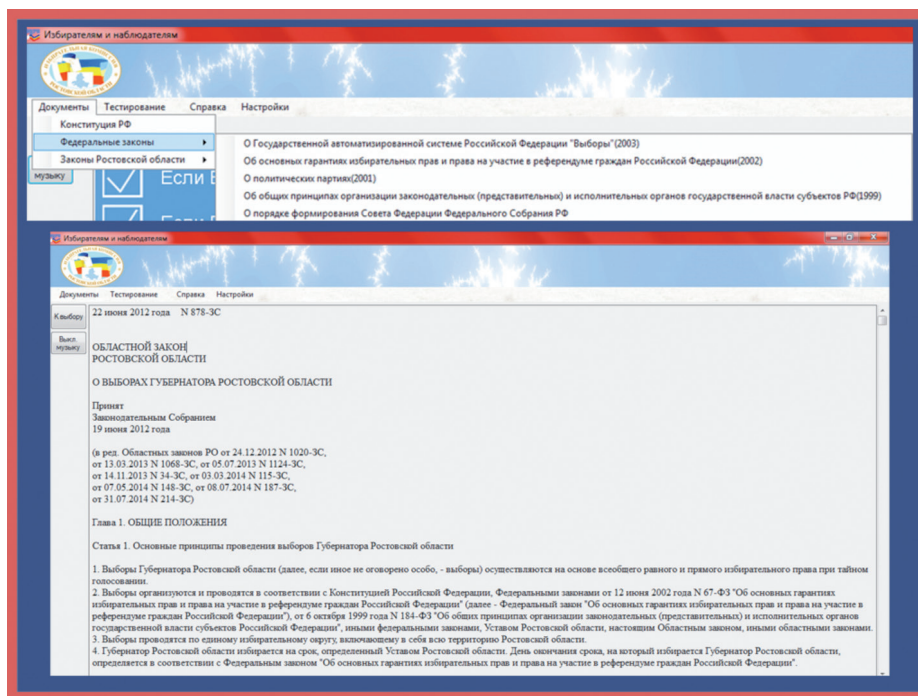 Избирателям и наблюдателям
Документы Тестирование Справка Настройки
Конституция РФ
Федеральные законы
Законы Ростовской области
О Государственной автоматизированной системе Российской Федерации "Выборы"(2003)
Об основных гарантиях избирательных прав и права на участие в референдуме граждан Российской Федерации(2002)
О политических партиях(2001)
Об общих принципах организации законодательных (представительных) и исполнительных органов государственной власти субъектов РФ(1999)
О порядке формирования Совета Федерации Федерального Собрания РФ
музыку
Если
Избирателям и наблюдателям
Документы Тестирование Справка Настройки
К выбору
Выкл.
музыку
22 июня 2012 года N 878-ЗС
ОБЛАСТНОЙ ЗАКОН
РОСТОВСКОЙ ОБЛАСТИ
О ВЫБОРАХ ГУБЕРНАТОРА РОСТОВСКОЙ ОБЛАСТИ
Принят
Законодательным Собранием
19 июня 2012 года
(в ред. Областных законов РО от 24.12.2012 N 1020-ЗС,
от 13.03.2013 N 1068-ЗС, от 05.07.2013 N 1124-ЗС,
от 14.11.2013 N 34-ЗС, от 03.03.2014 N 115-ЗС,
от 07.05.2014 N 148-ЗС, от 08.07.2014 N 187-ЗС,
от 31.07.2014 N 214-ЗС)
Глава 1. ОБЩИЕ ПОЛОЖЕНИЯ
Статья 1. Основные принципы проведения выборов Губернатора Ростовской области
1. Выборы Губернатора Ростовской области (далее, если иное не оговорено особо, - выборы) осуществляются на основе всеобщего равного и прямого избирательного права при тайном
голосовании.
2. Выборы организуются и проводятся в соответствии с Конституцией Российской Федерации, Федеральными законами от 12 июня 2002 года N 67-ФЗ "Об основных гарантиях
избирательных прав и права на участие в референдуме граждан Российской Федерации" (далее - Федеральный закон "Об основных гарантиях избирательных прав и права на участие в
референдуме граждан Российской Федерации"), от 6 октября 1999 года N 184-ФЗ "Об общих принципах организации законодательных (представительных) и исполнительных органов
государственной власти субъектов Российской Федерации", иными федеральными законами, Уставом Ростовской области, настоящим Областным законом, иными областными законами.
3. Выборы проводятся по единому избирательному округу, включающему в себя всю территорию Ростовской области.
4. Губернатор Ростовской области избирается на срок, определенный Уставом Ростовской области. День окончания срока, на который избирается Губернатор Ростовской области,
определяется в соответствии с Федеральным законом "Об основных гарантиях избирательных прав и права на участие в референдуме граждан Российской Федерации".